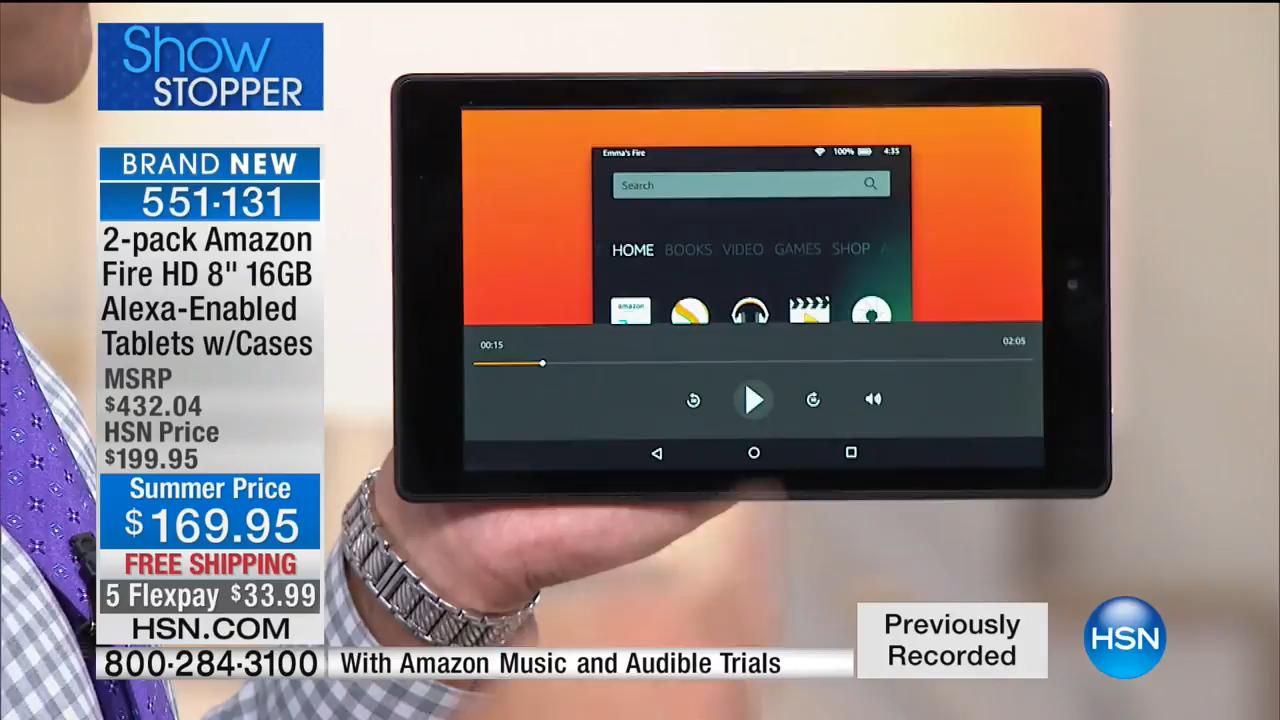 Show
STOPPER
BRAND NEW
551-131
2-pack Amazon
Fire HD 8" 16GB
Alexa-Enabled
Tablets w/Cases
MSRP
$432.04
HSN Price
$199.95
Summer Price
$169.95
FREE SHIPPING
5 Flexpay $33.99
HSN.COM
800-284-3100
With Amazon Music and Audible Trials
Emma's Fire 100% 4:35
Search
HOME BOOKS VIDEO GAMES SHOP
amazon
00:15 02:05
Previously
Recorded
HSN